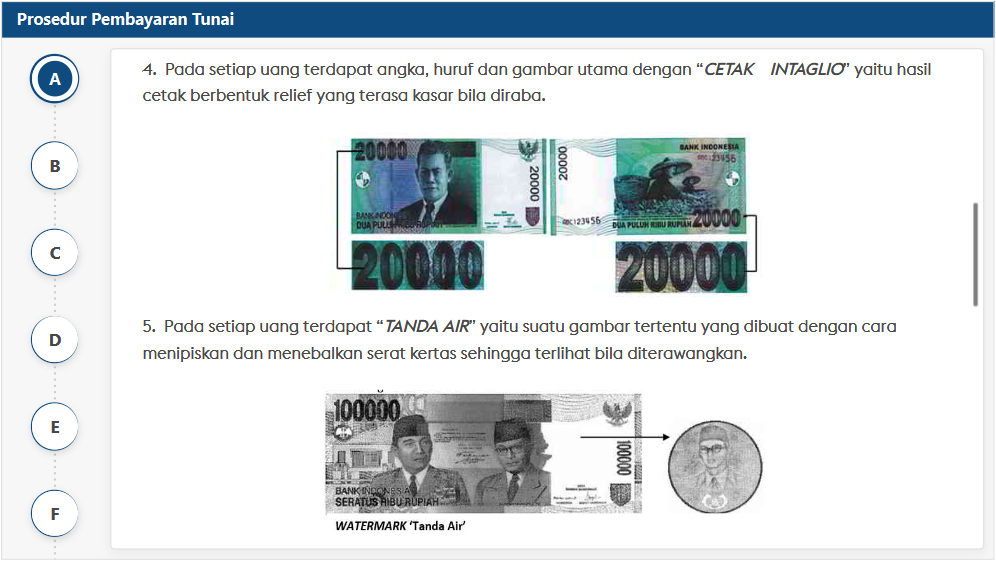 Prosedur Pembayaran Tunai
A
B
C
D
E
F
4. Pada setiap uang terdapat angka, huruf dan gambar utama dengan “CETAK INTAGLIO” yaitu hasil
cetak berbentuk relief yang terasa kasar bila diraba.
20000
20000
BANK INDONESIA
DUA PULUH RIBU RUPIAH
20000
BANK INDONESIA
123456
123456
DUA PULUH RIBU RUPIAH 20000
20000
20000
5. Pada setiap uang terdapat “TANDA AIR” yaitu suatu gambar tertentu yang dibuat dengan cara
menipiskan dan menebalkan serat kertas sehingga terlihat bila diterawangkan.
100000
100000
BANK INDONESIA
SERATUS RIBU RUPIAH
WATERMARK 'Tanda Air'